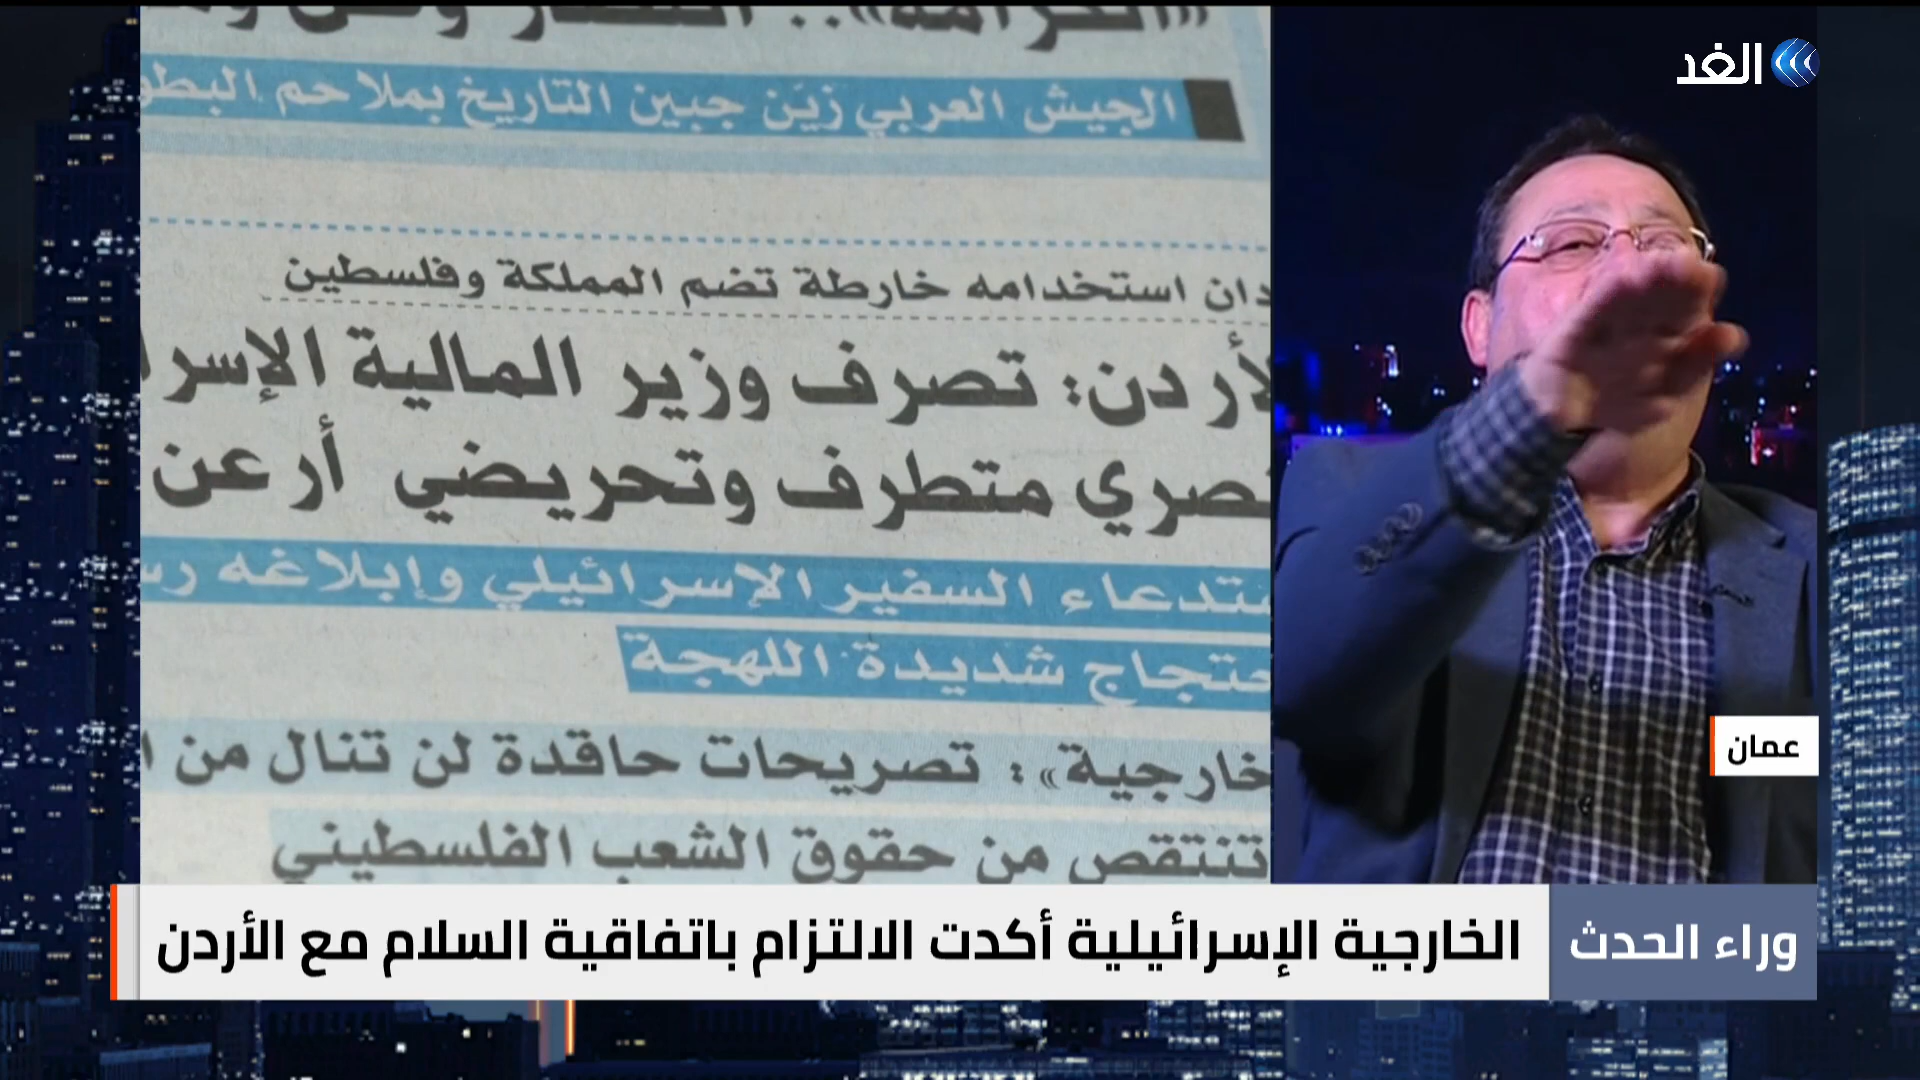 الغد
«الكرامة»..
الجيش العربي زيّن جبين التاريخ بملاحم
استخدامه خارطة تضم المملكة وفلسطين
تصرف وزير المالية
متطرف وتحريضي أرعن
السفير الإسرائيلي وإبلاغه
شديدة اللهجة
تصريحات حاقدة لن تنال من
تنتقص من حقوق الشعب الفلسطيني
عمان
وراء الحدث
الخارجية الإسرائيلية أكدت الالتزام باتفاقية السلام مع الأردن